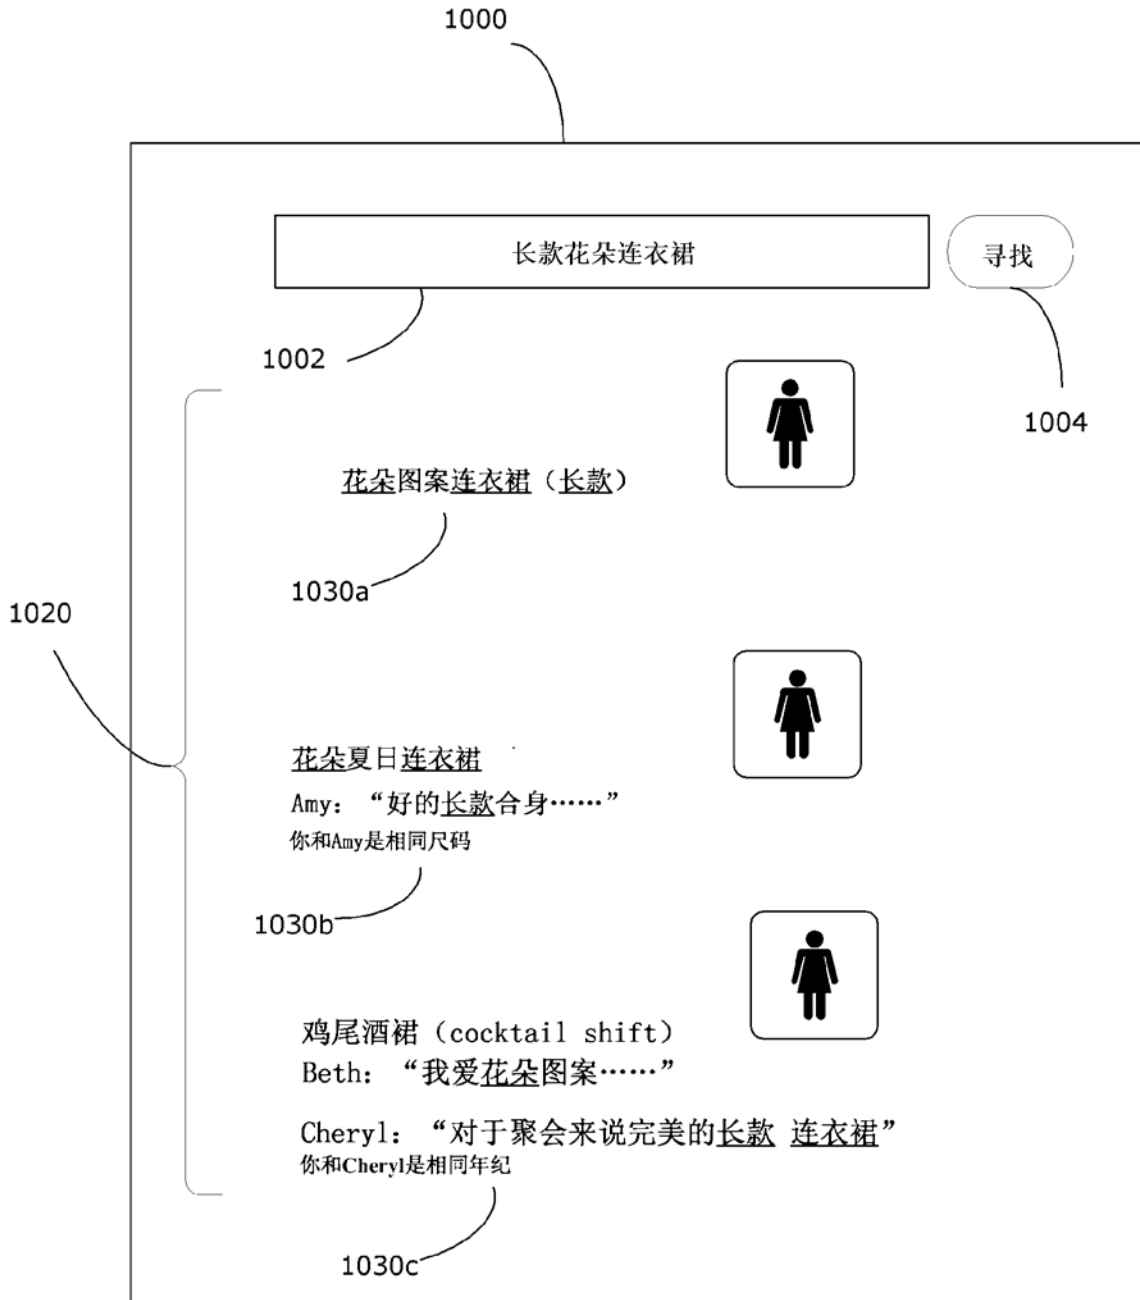 1000
长款花朵连衣裙
寻找
1002
1004
花朵图案连衣裙（长款）
1030a
1020
花朵夏日连衣裙
Amy：“好的长款合身……”
你和Amy是相同尺码
1030b
鸡尾酒裙（cocktail shift）
Beth：“我爱花朵图案……”
Cheryl：“对于聚会来说完美的长款 连衣裙”
你和Cheryl是相同年纪
1030c